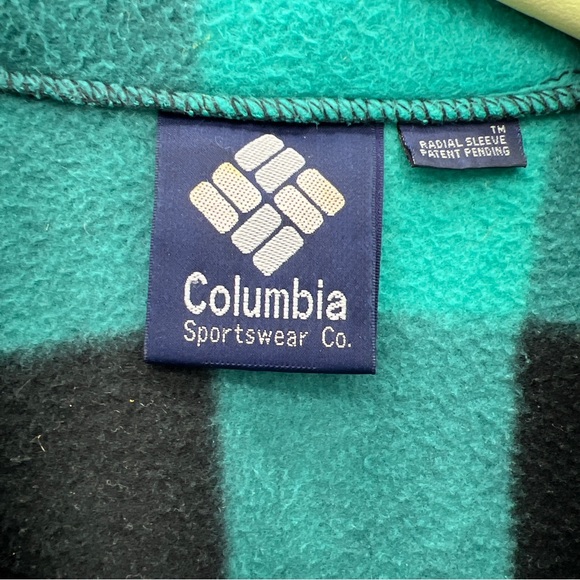 Columbia
Sportswear Co.
TM
RADIAL SLEEVE
PATENT PENDING